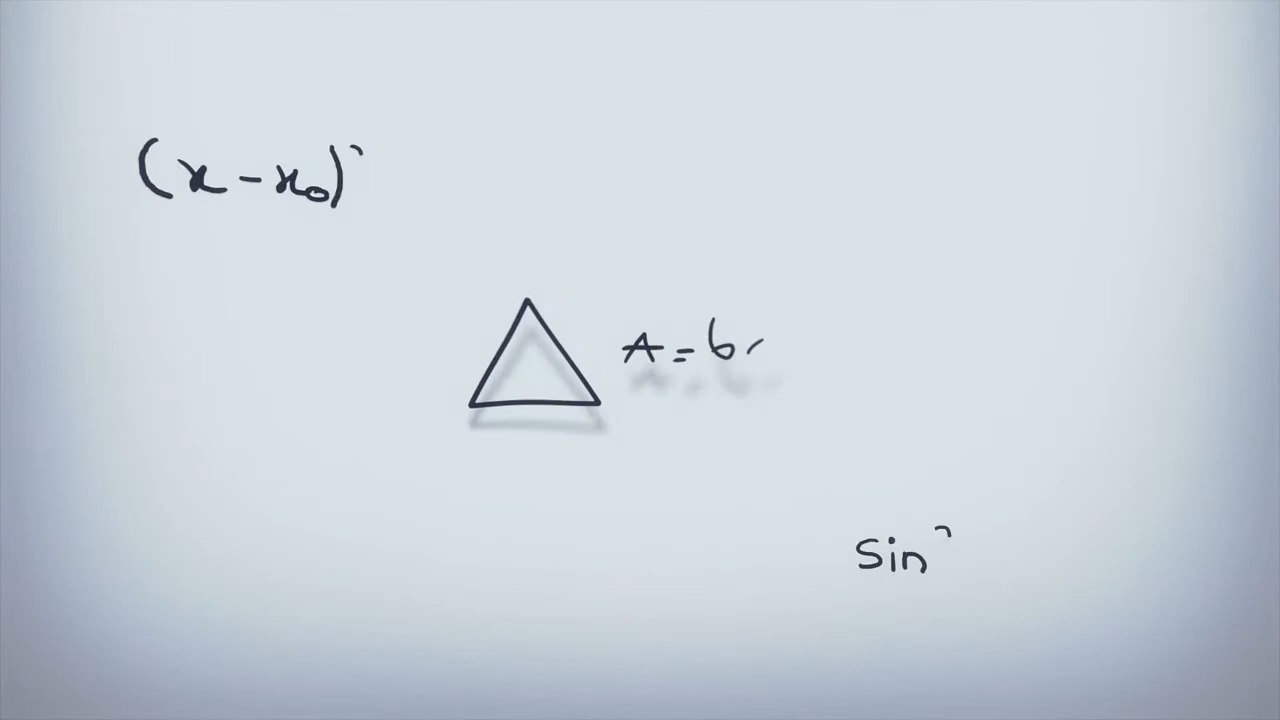 (x-x₀)
A = b
sin